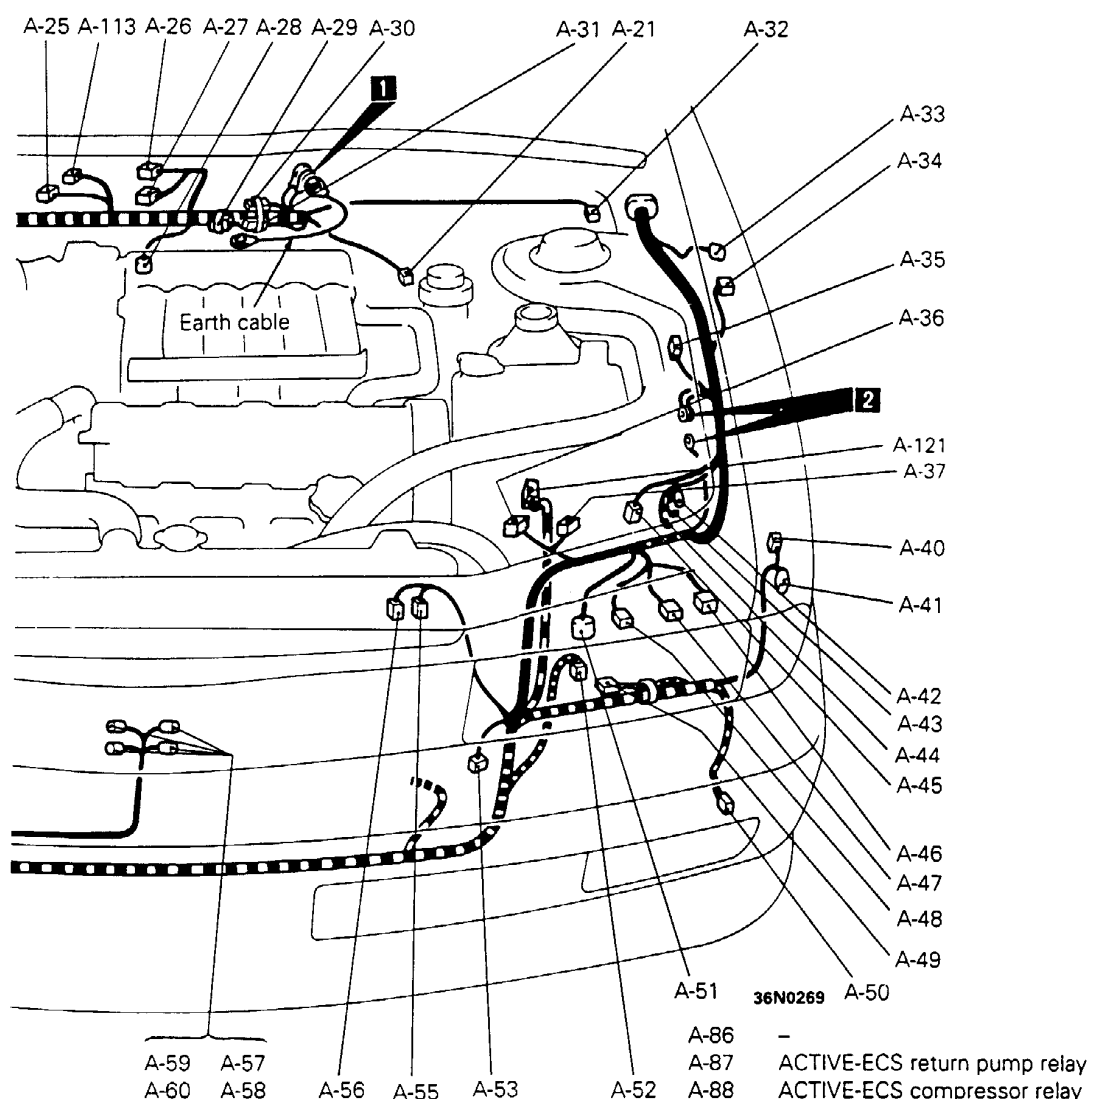 A-25 A-113 A-26 A-27 A-28 A-29 A-30 A-31 A-21 A-32
1
A-33
A-34
A-35
A-36
Earth cable
2
A-121
A-37
A-40
A-41
A-42
A-43
A-44
A-45
A-46
A-47
A-48
A-49
A-51 36N0269 A-50
A-86 –
A-59 A-57 A-87 ACTIVE-ECS return pump relay
A-60 A-58 A-56 A-55 A-53 A-52 A-88 ACTIVE-ECS compressor relay